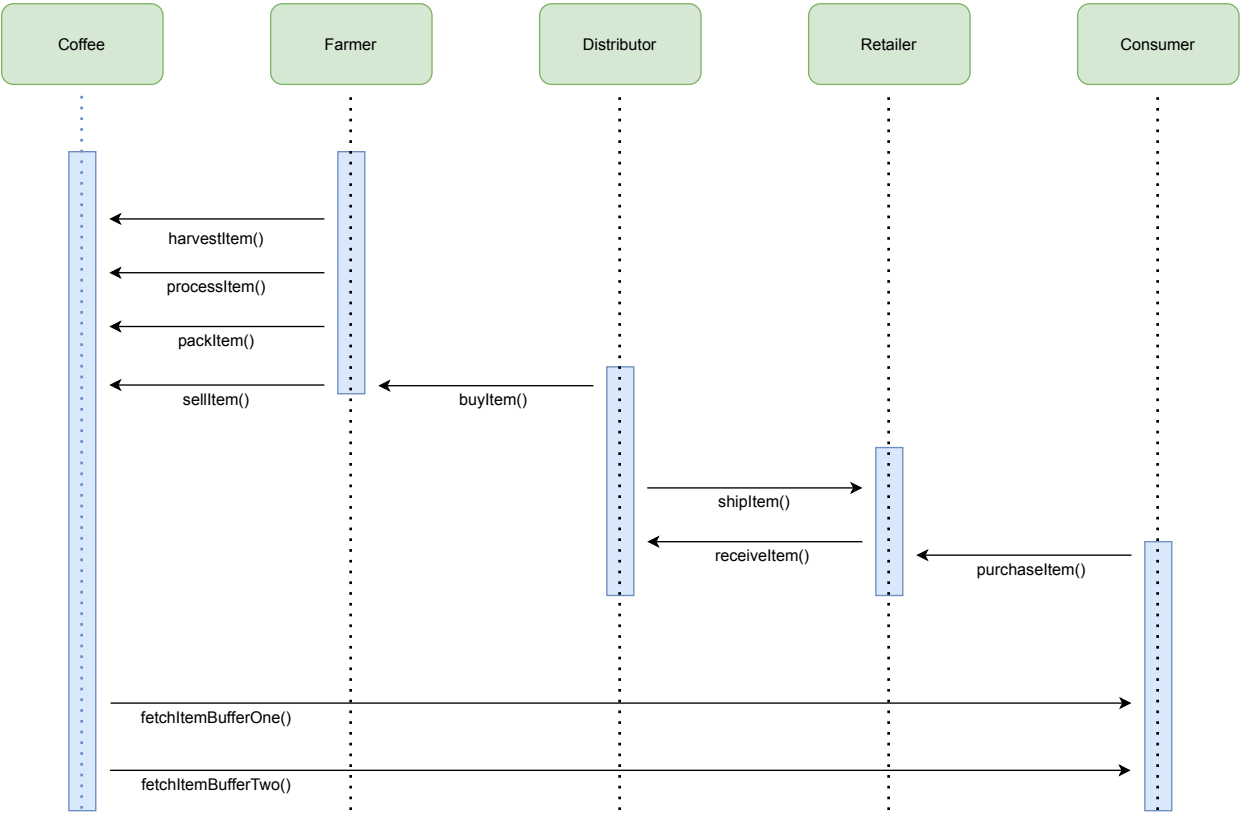 Coffee
Farmer
Distributor
Retailer
Consumer
harvestItem()
processItem()
packItem()
sellItem()
buyItem()
shipItem()
receiveItem()
purchaseItem()
fetchItemBufferOne()
fetchItemBufferTwo()